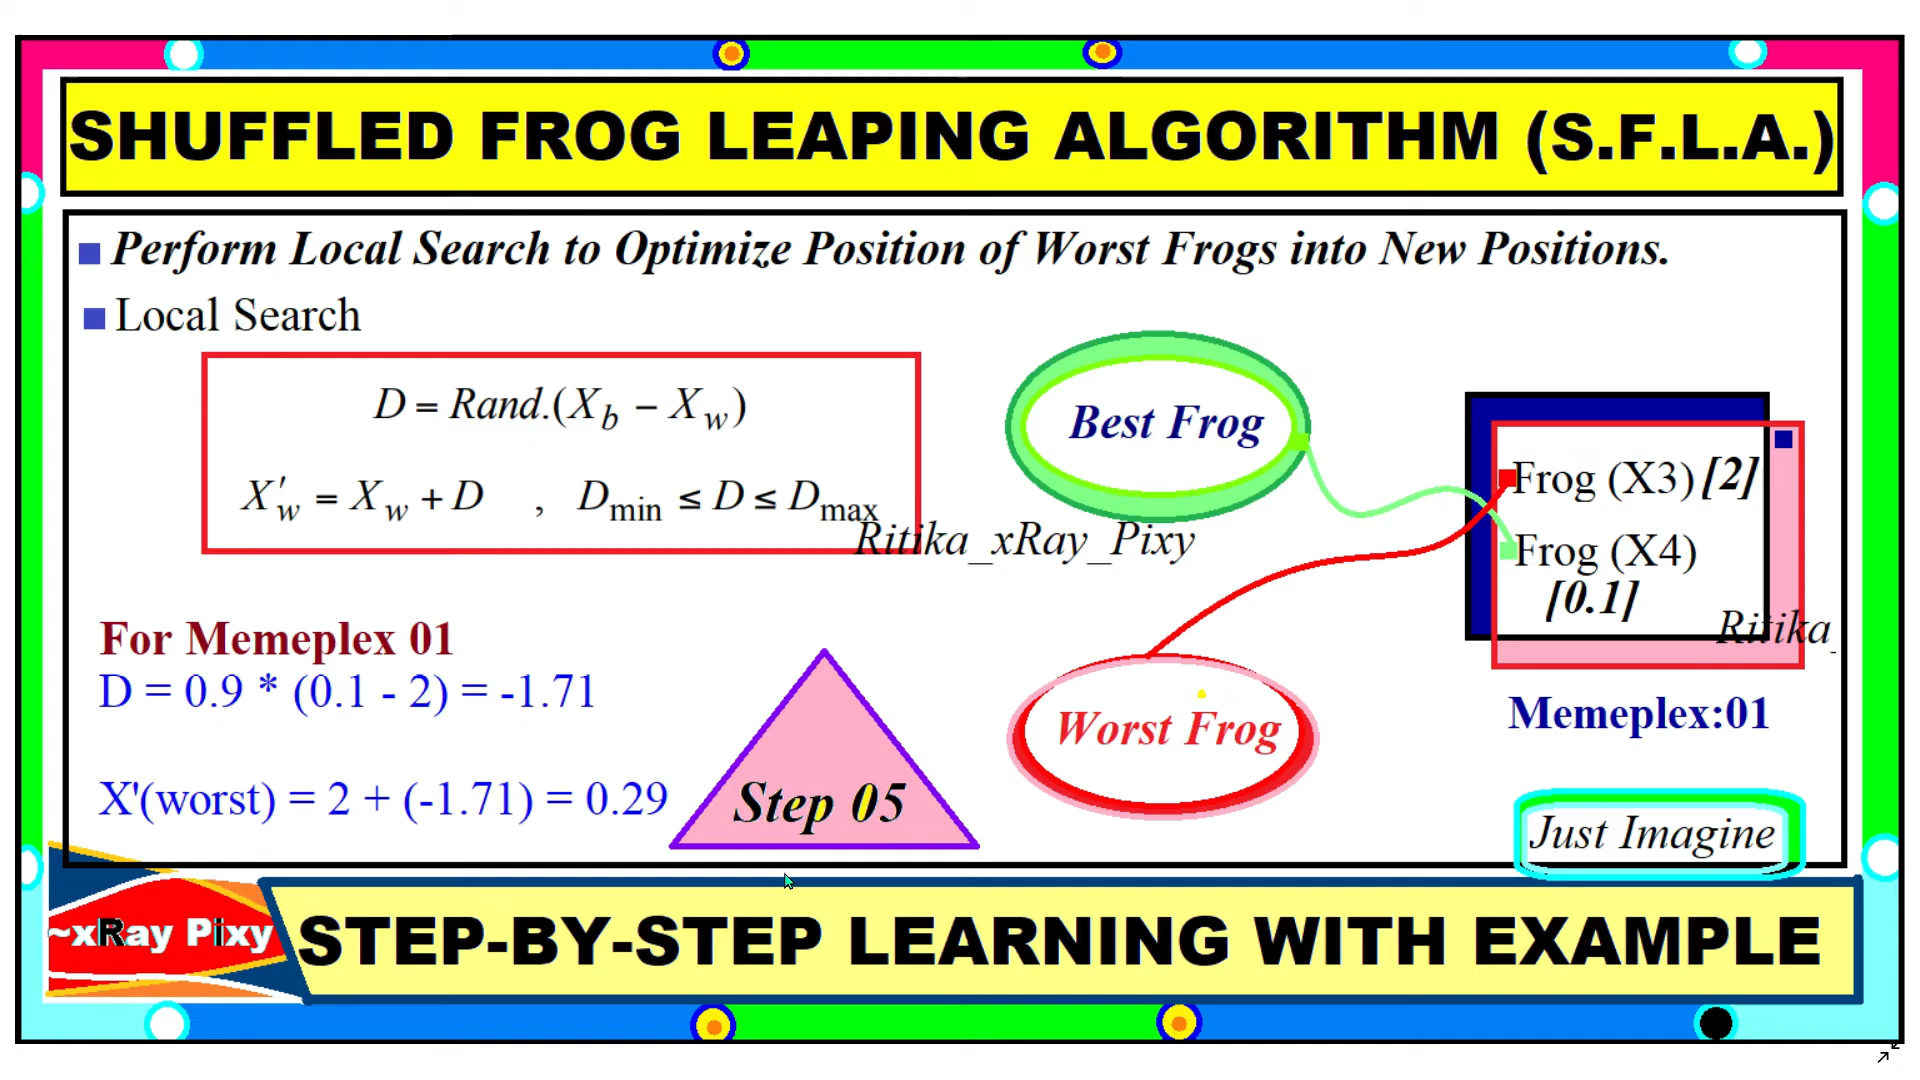 SHUFFLED FROG LEAPING ALGORITHM (S.F.L.A.)
Perform Local Search to Optimize Position of Worst Frogs into New Positions.
Local Search
D = Rand.(X_b − X_w)
X'_w = X_w + D , D_min ≤ D ≤ D_max
Ritika_xRay_Pixy
Best Frog
Frog (X3) [2]
Frog (X4)
[0.1]
Ritika_
Memeplex:01
For Memeplex 01
D = 0.9 * (0.1 - 2) = -1.71
X'(worst) = 2 + (-1.71) = 0.29
Step 05
Worst Frog
Just Imagine
~xRay Pixy
STEP-BY-STEP LEARNING WITH EXAMPLE